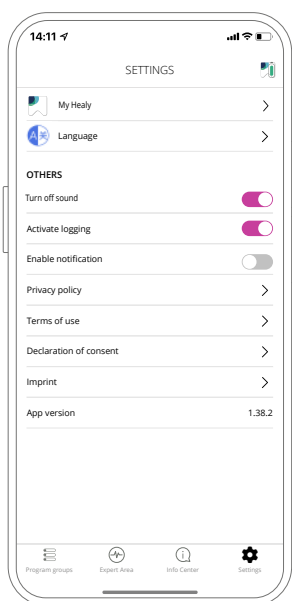 14:11
SETTINGS
My Healy
Language
OTHERS
Turn off sound
Activate logging
Enable notification
Privacy policy
Terms of use
Declaration of consent
Imprint
App version 1.38.2
Program groups Expert Area Info Center Settings